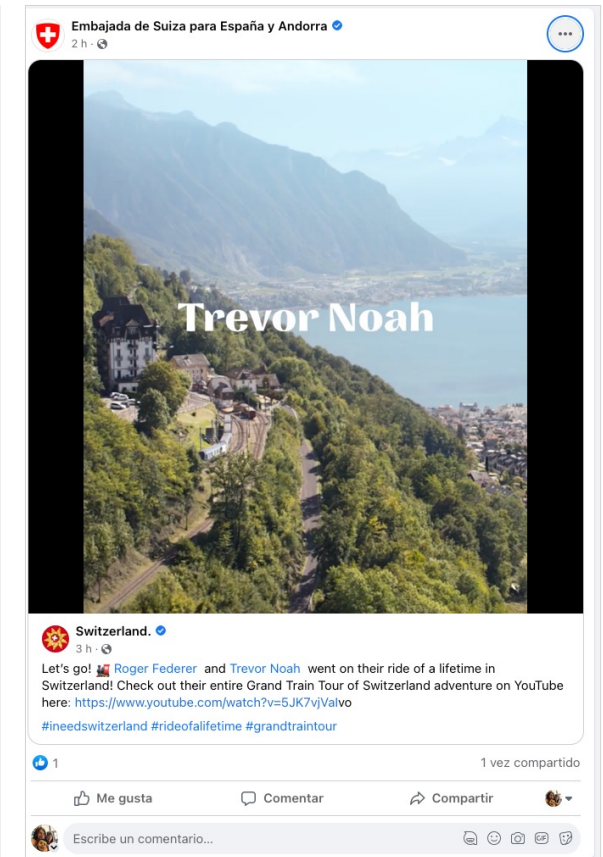 Embajada de Suiza para España y Andorra
2 h ·
Trevor Noah
Switzerland.
3 h ·
Let's go! 🚂 Roger Federer and Trevor Noah went on their ride of a lifetime in
Switzerland! Check out their entire Grand Train Tour of Switzerland adventure on YouTube
here: https://www.youtube.com/watch?v=5JK7vjValvo
#ineedswitzerland #rideofalifetime #grandtraintour
1
1 vez compartido
Me gusta
Comentar
Compartir
Escribe un comentario...
GIF